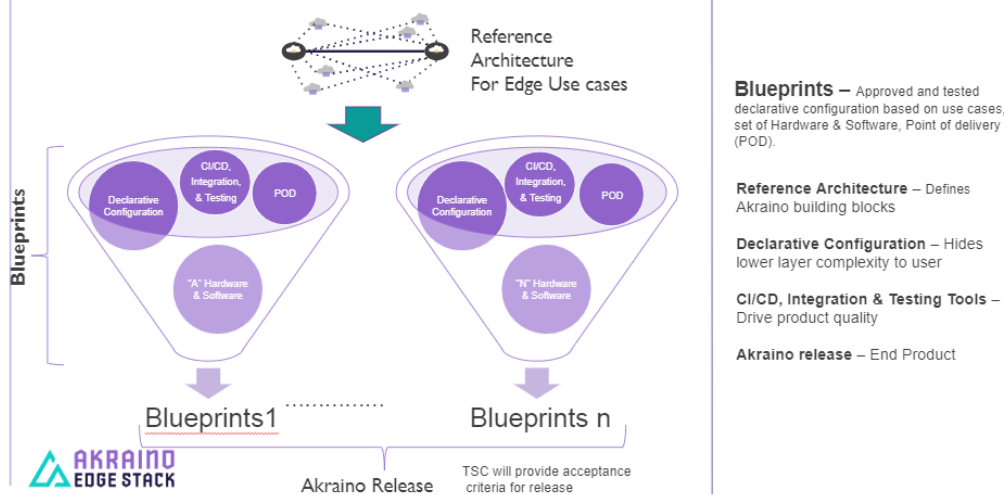 Reference
Architecture
For Edge Use cases
Blueprints
Declarative
Configuration
CI/CD,
Integration,
& Testing
POD
"A" Hardware
& Software
Declarative
Configuration
CI/CD,
Integration,
& Testing
POD
"N" Hardware
& Software
Blueprints1
Blueprints n
Akraino Release
TSC will provide acceptance
criteria for release
AKRAINO
EDGE STACK
Blueprints – Approved and tested
declarative configuration based on use cases,
set of Hardware & Software, Point of delivery
(POD).
Reference Architecture – Defines
Akraino building blocks
Declarative Configuration – Hides
lower layer complexity to user
CI/CD, Integration & Testing Tools –
Drive product quality
Akraino release – End Product